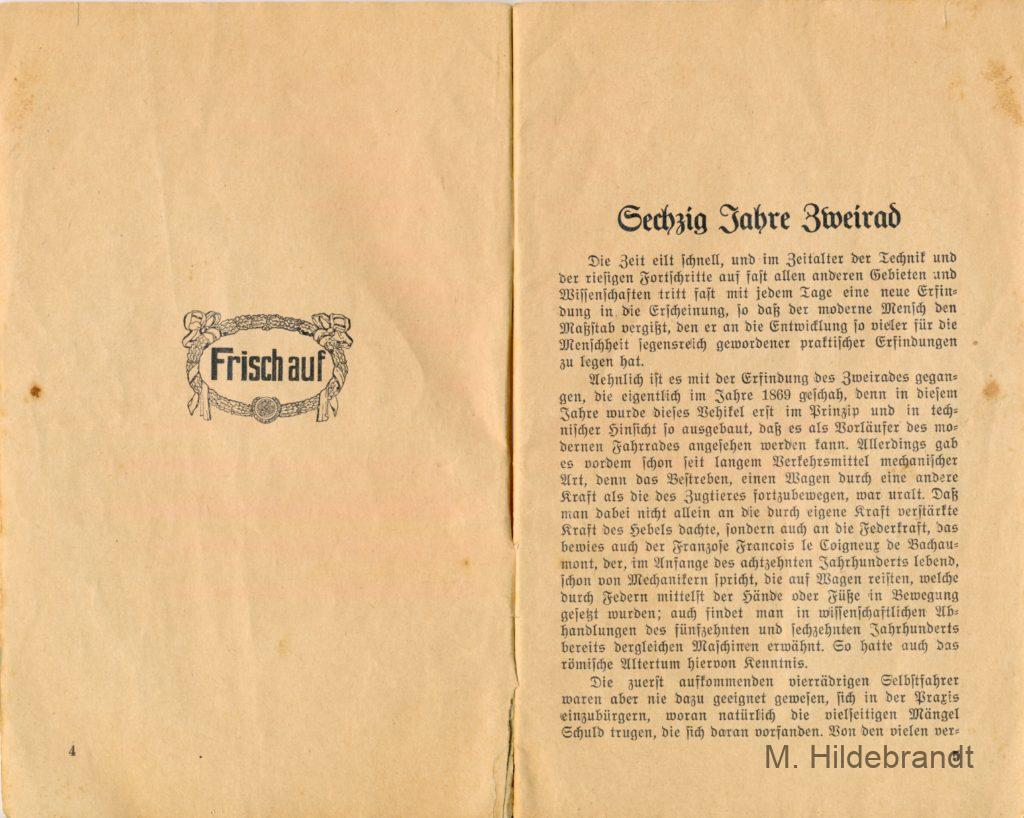 Frisch auf
4
Sechzig Jahre Zweirad
Die Zeit eilt schnell, und im Zeitalter der Technik und
der riesigen Fortschritte auf fast allen anderen Gebieten und
Wissenschaften tritt fast mit jedem Tage eine neue Erfin-
dung in die Erscheinung, so daß der moderne Mensch den
Maßstab vergißt, den er an die Entwicklung so vieler für die
Menschheit segensreich gewordener praktischer Erfindungen
zu legen hat.
Aehnlich ist es mit der Erfindung des Zweirades gegan-
gen, die eigentlich im Jahre 1869 geschah, denn in diesem
Jahre wurde dieses Vehikel erst im Prinzip und in tech-
nischer Hinsicht so ausgebaut, daß es als Vorläufer des mo-
dernen Fahrrades angesehen werden kann. Allerdings gab
es vordem schon seit langem Verkehrsmittel mechanischer
Art, denn das Bestreben, einen Wagen durch eine andere
Kraft als die des Zugtieres fortzubewegen, war uralt. Daß
man dabei nicht allein an die durch eigene Kraft verstärkte
Kraft des Hebels dachte, sondern auch an die Federkraft, das
bewies auch der Franzose Francois le Coigneux de Bachau-
mont, der, im Anfange des achtzehnten Jahrhunderts lebend,
schon von Mechanikern spricht, die auf Wagen reisten, welche
durch Federn mittelst der Hände oder Füße in Bewegung
gesetzt wurden; auch findet man in wissenschaftlichen Ab-
handlungen des fünfzehnten und sechzehnten Jahrhunderts
bereits dergleichen Maschinen erwähnt. So hatte auch das
römische Altertum hiervon Kenntnis.
Die zuerst aufkommenden vierrädrigen Selbstfahrer
waren aber nie dazu geeignet gewesen, sich in der Praxis
einzubürgern, woran natürlich die vielseitigen Mängel
Schuld trugen, die sich daran vorfanden. Von den vielen ver-
M. Hildebrandt